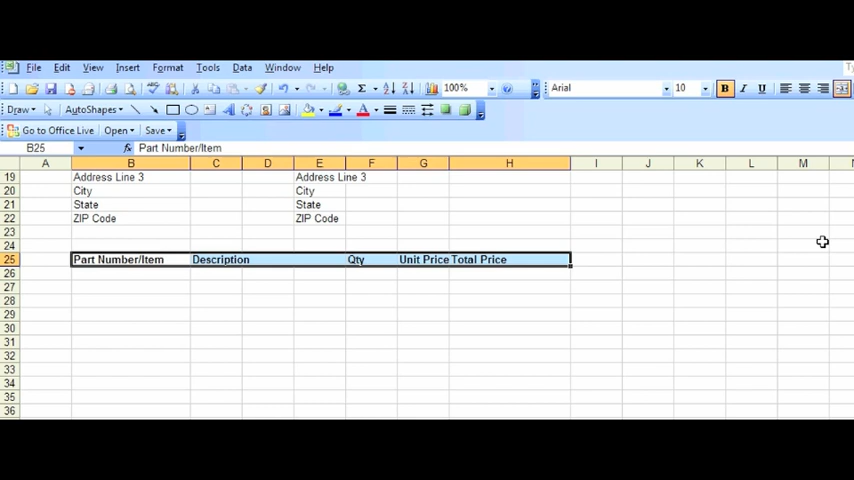 File Edit View Insert Format Tools Data Window Help
100% Arial 10 B I U
Draw AutoShapes
Go to Office Live Open Save
B25 fx Part Number/Item
A B C D E F G H I J K L M
19 Address Line 3 Address Line 3
20 City City
21 State State
22 ZIP Code ZIP Code
23
24
25 Part Number/Item Description Qty Unit Price Total Price
26
27
28
29
30
31
32
33
34
35
36